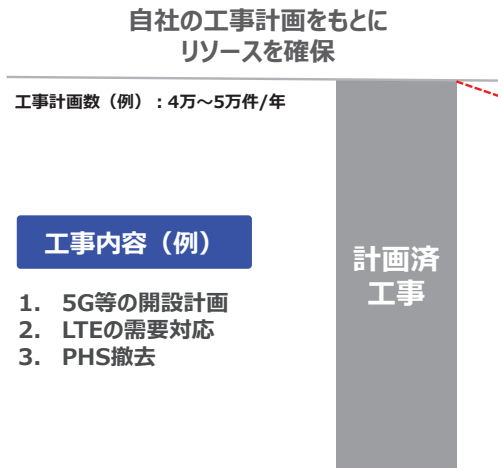 自社の工事計画をもとに
リソースを確保
工事計画数（例）：4万～5万件/年
工事内容（例）
1. 5G等の開設計画
2. LTEの需要対応
3. PHS撤去
計画済
工事